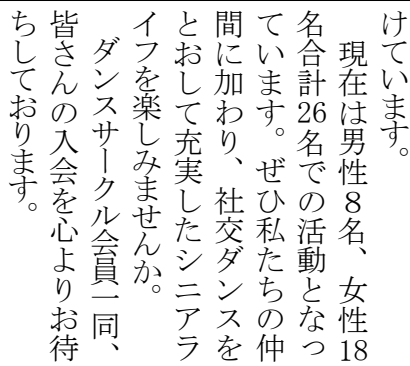 けています。
　現在は男性８名、女性18
名合計26名での活動となっ
ています。ぜひ私たちの仲
間に加わり、社交ダンスを
とおして充実したシニアラ
イフを楽しみませんか。
　ダンスサークル会員一同、
皆さんの入会を心よりお待
ちしております。